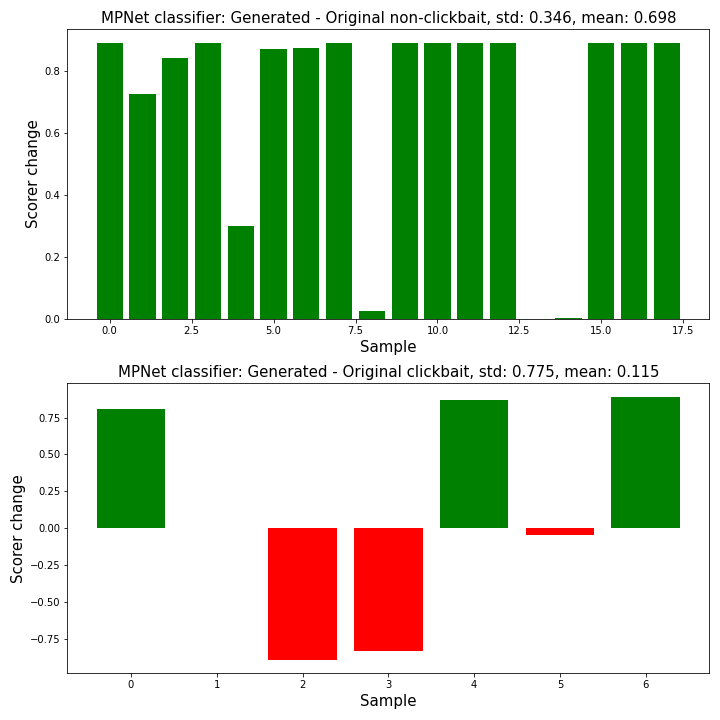 MPNet classifier: Generated - Original non-clickbait, std: 0.346, mean: 0.698
Scorer change
0.8
0.6
0.4
0.2
0.0
0.0 2.5 5.0 7.5 10.0 12.5 15.0 17.5
Sample
MPNet classifier: Generated - Original clickbait, std: 0.775, mean: 0.115
Scorer change
0.75
0.50
0.25
0.00
−0.25
−0.50
−0.75
0 1 2 3 4 5 6
Sample